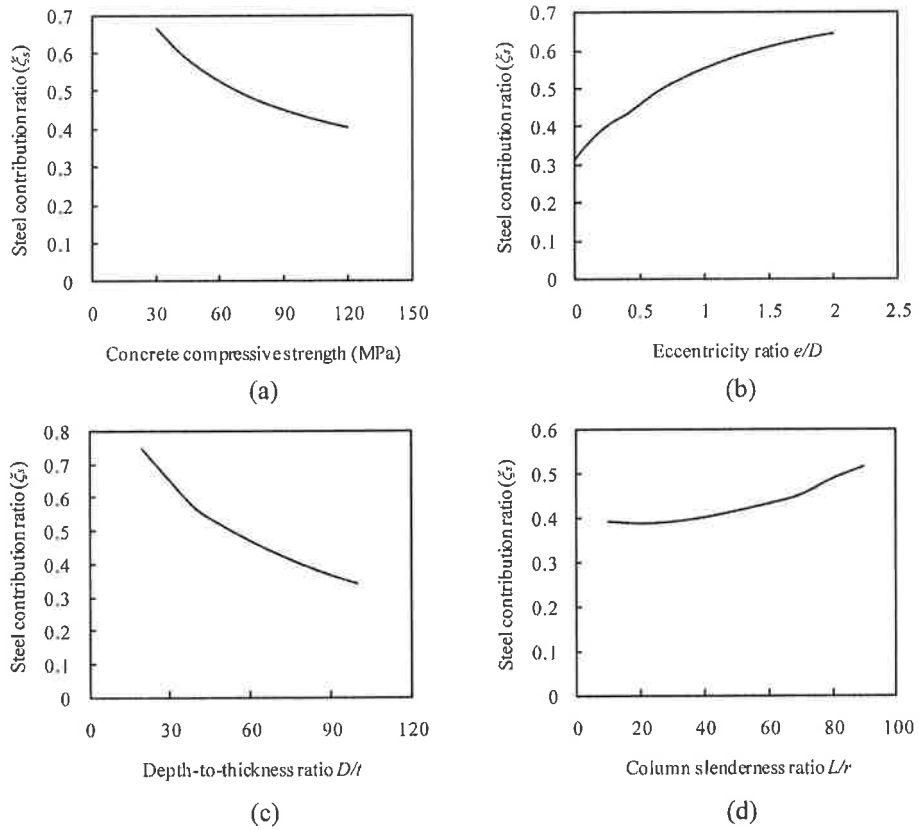 0.7
0.6
0.5
0.4
0.3
0.2
0.1
0
0 30 60 90 120 150
Steel contribution ratio (ξs)
Concrete compressive strength (MPa)
(a)
0.7
0.6
0.5
0.4
0.3
0.2
0.1
0
0 0.5 1 1.5 2 2.5
Steel contribution ratio (ξs)
Eccentricity ratio e/D
(b)
0.8
0.7
0.6
0.5
0.4
0.3
0.2
0.1
0
0 30 60 90 120
Steel contribution ratio (ξs)
Depth-to-thickness ratio D/t
(c)
0.6
0.5
0.4
0.3
0.2
0.1
0
0 20 40 60 80 100
Steel contribution ratio (ξs)
Column slenderness ratio L/r
(d)